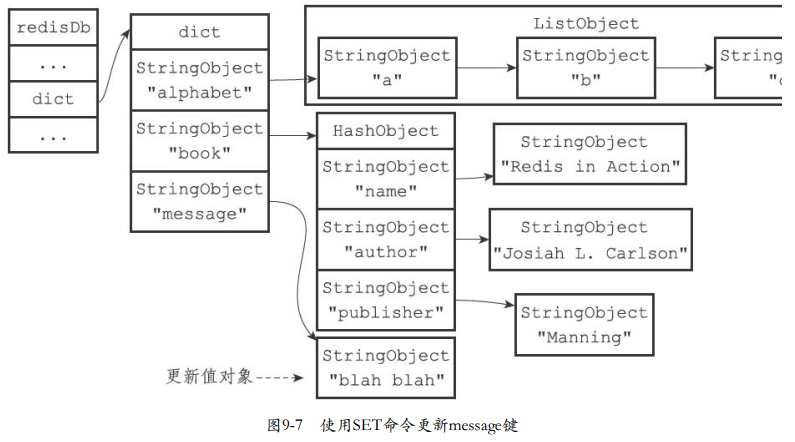 redisDb
...
dict
...
dict
StringObject
"alphabet"
StringObject
"book"
StringObject
"message"
ListObject
StringObject
"a"
StringObject
"b"
String
HashObject
StringObject
"name"
StringObject
"author"
StringObject
"publisher"
StringObject
"Redis in Action"
StringObject
"Josiah L. Carlson"
StringObject
"Manning"
StringObject
"blah blah"
更新值对象
图9-7 使用SET命令更新message键